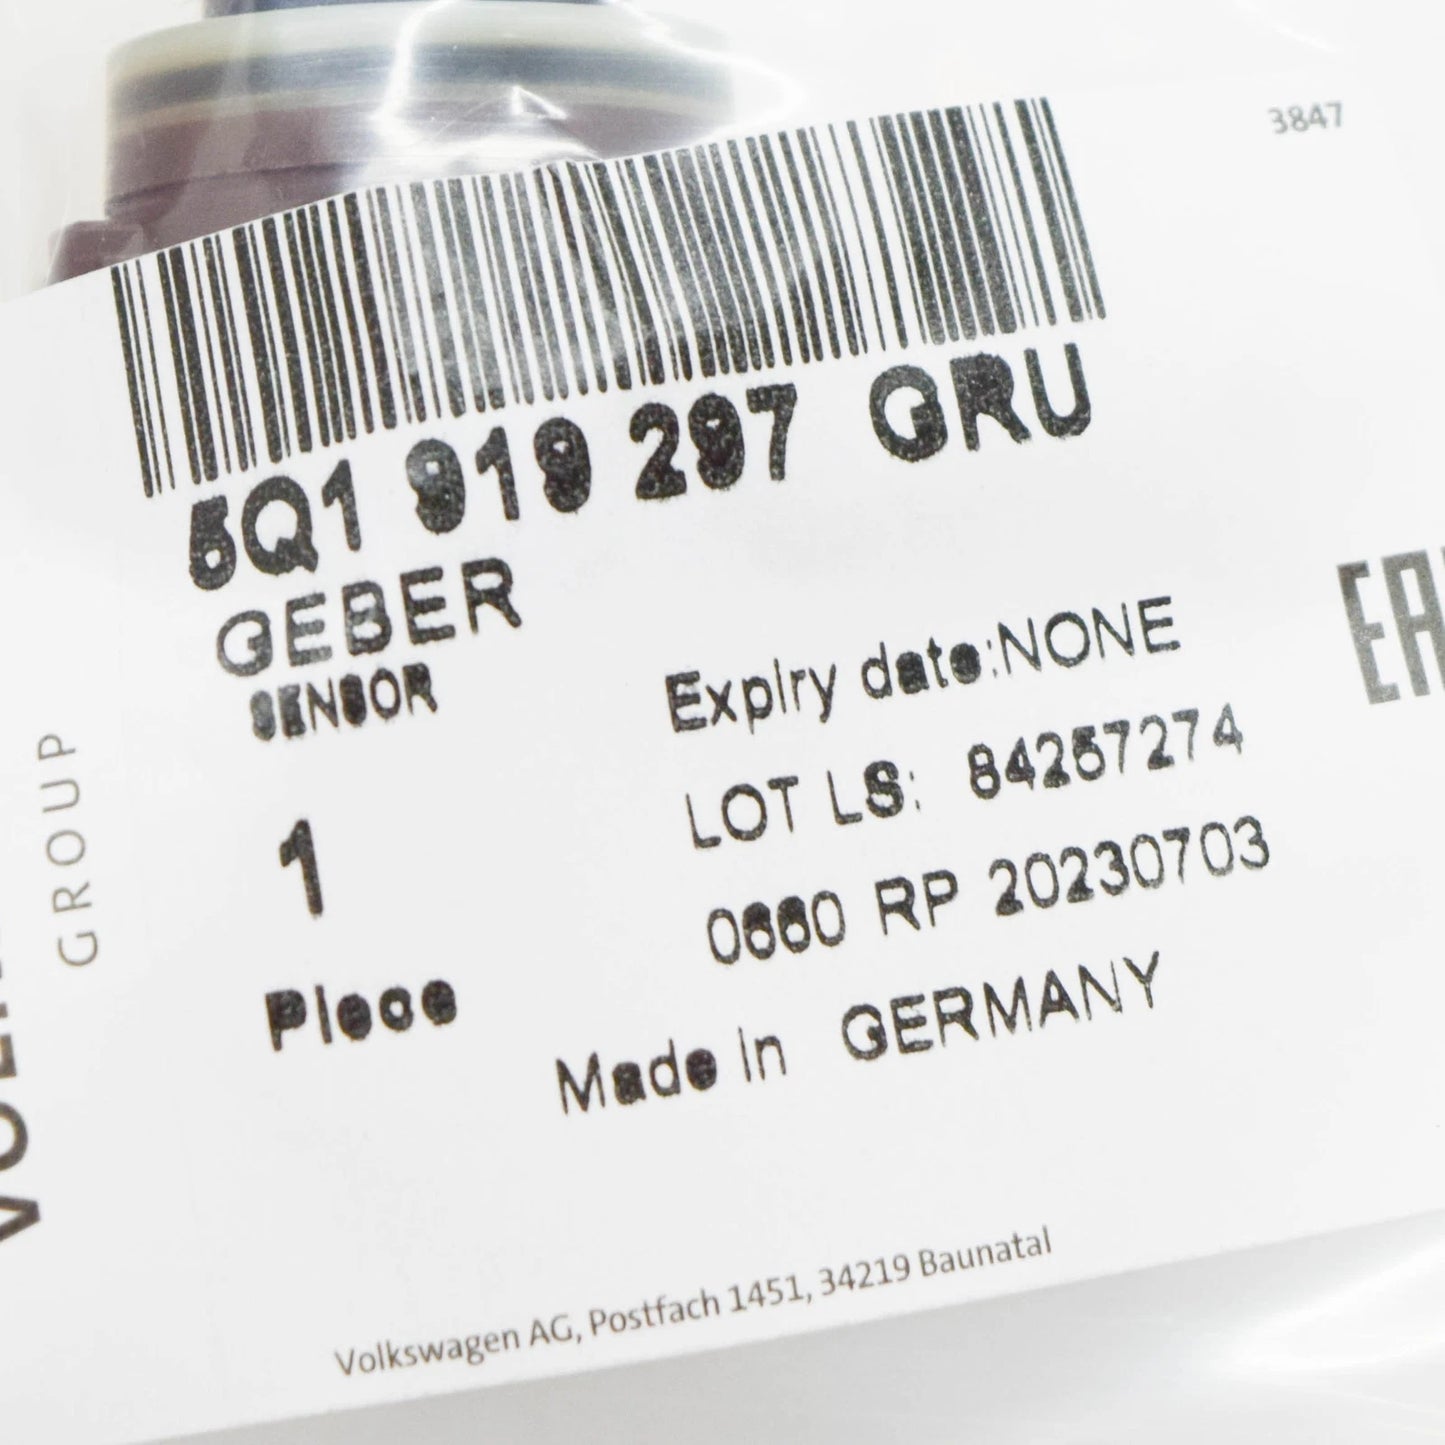 3847
5Q1 919 297 GRU
GEBER
SENSOR
Expiry date:NONE
LOT LS: 84257274
1
0660 RP 20230703
Piece
Made in GERMANY
GROUP
Volkswagen AG, Postfach 1451, 34219 Baunatal